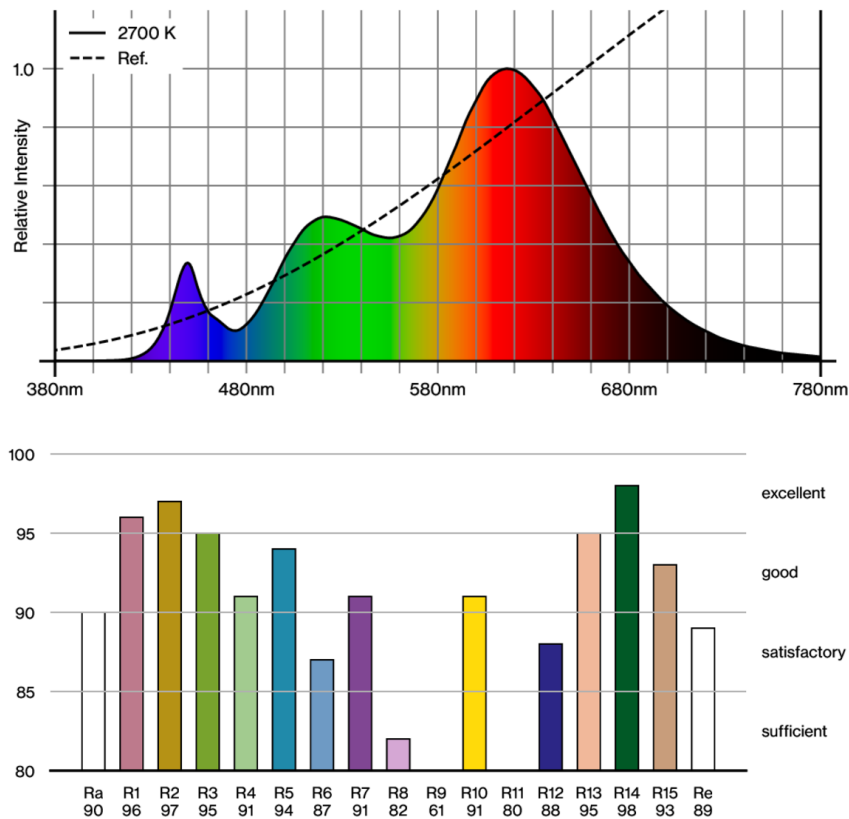 2700 K
Ref.
1.0
Relative Intensity
380nm 480nm 580nm 680nm 780nm
100
excellent
95
good
90
satisfactory
85
sufficient
80
Ra R1 R2 R3 R4 R5 R6 R7 R8 R9 R10 R11 R12 R13 R14 R15 Re
90 96 97 95 91 94 87 91 82 61 91 80 88 95 98 93 89